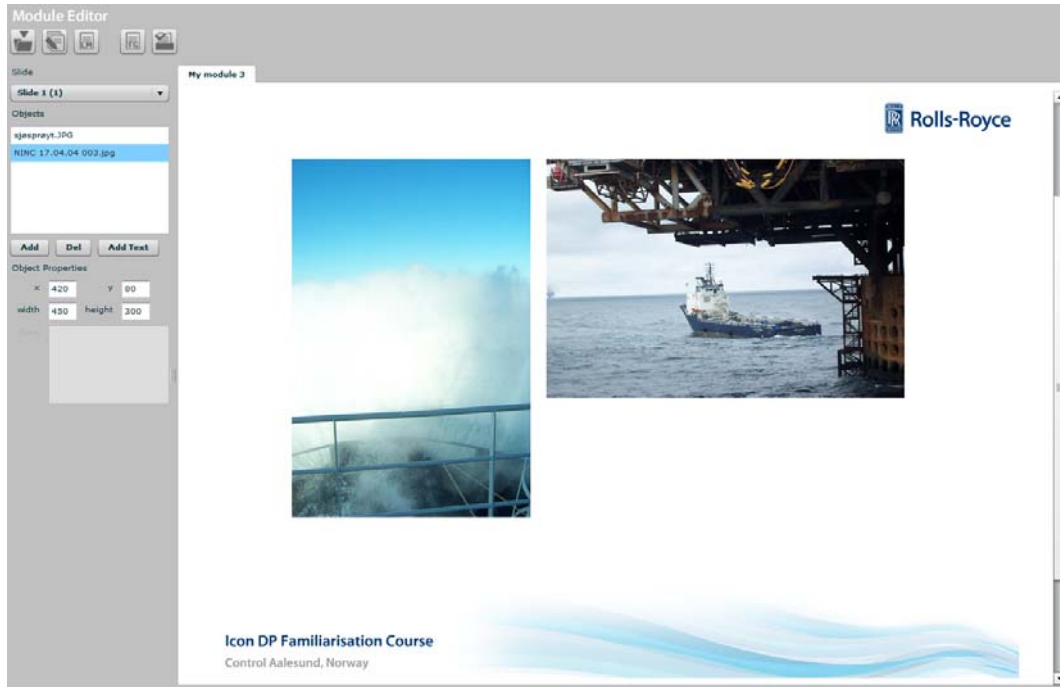 Module Editor
LM
TC
Slide
My module 3
Slide 1 (1)
Objects
sjøsprøyt.JPG
NINC 17.04.04 003.jpg
Rolls-Royce
Add Del Add Text
Object Properties
x 420 y 80
width 450 height 300
Icon DP Familiarisation Course
Control Aalesund, Norway